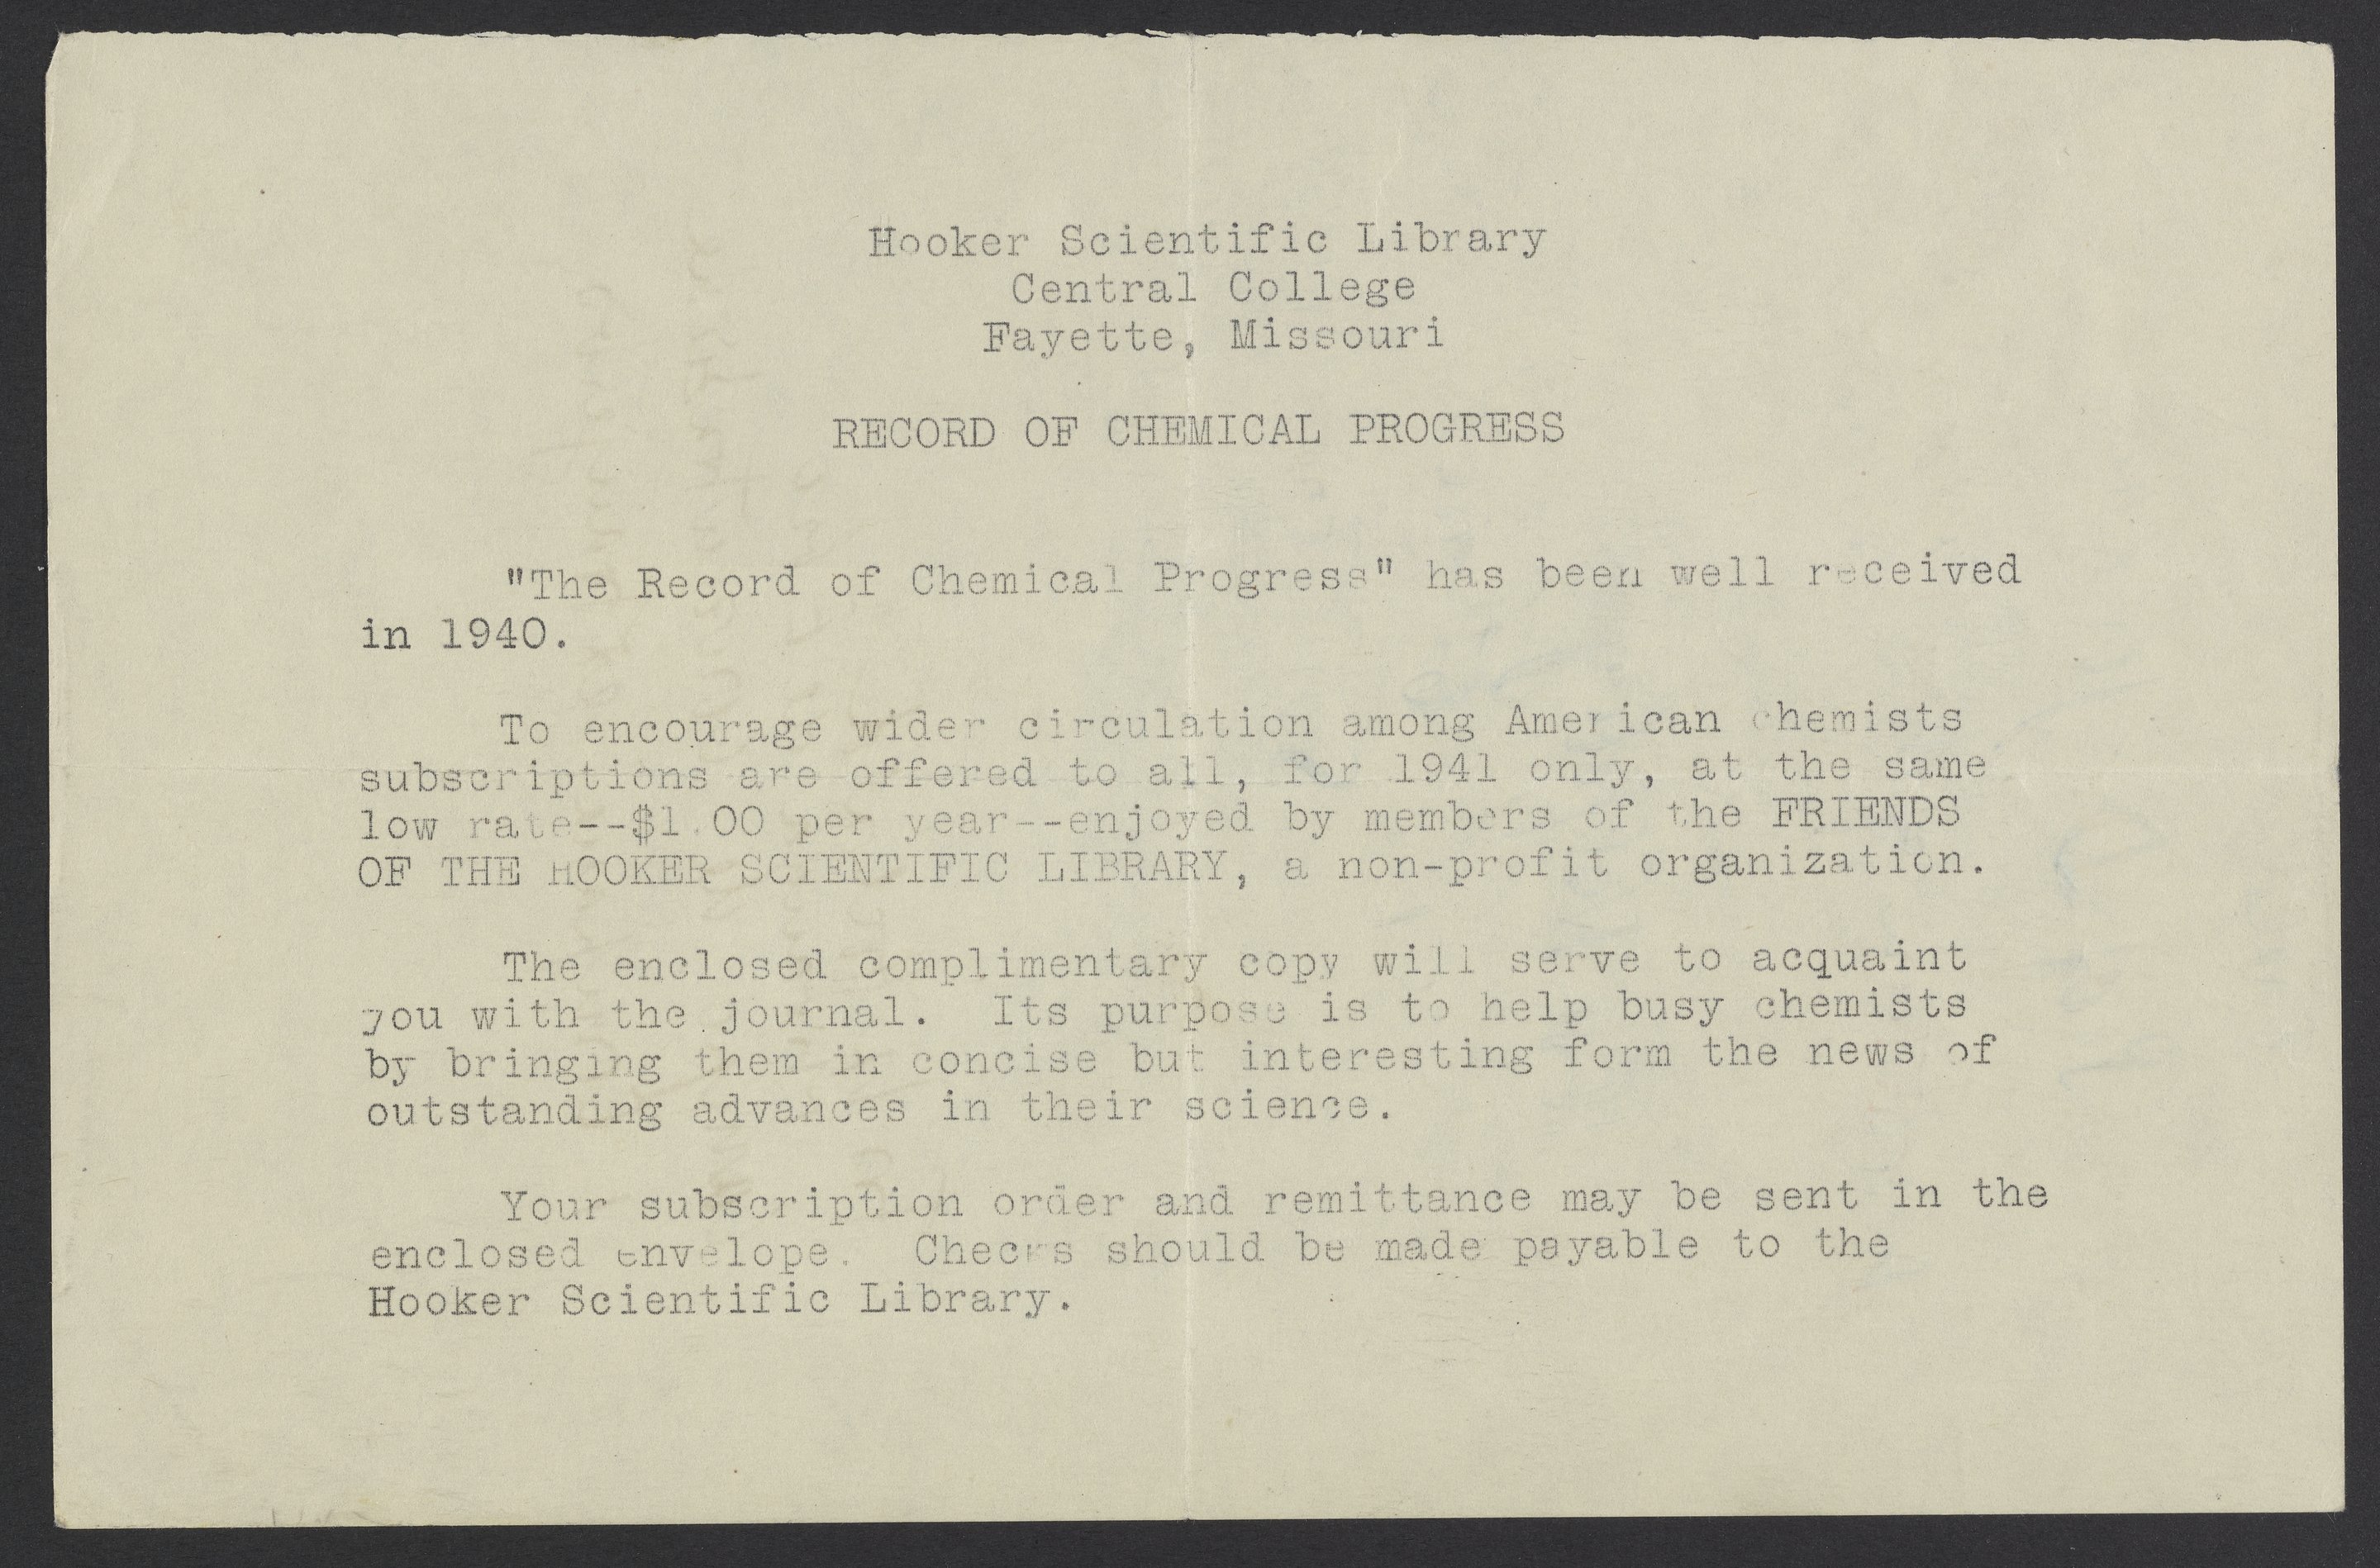 Hooker Scientific Library
Central College
Fayette, Missouri
RECORD OF CHEMICAL PROGRESS
"The Record of Chemical Progress" has been well received
in 1940.
To encourage wider circulation among American chemists
subscriptions are offered to all, for 1941 only, at the same
low rate--$1.00 per year--enjoyed by members of the FRIENDS
OF THE HOOKER SCIENTIFIC LIBRARY, a non-profit organization.
The enclosed complimentary copy will serve to acquaint
you with the journal. Its purpose is to help busy chemists
by bringing them in concise but interesting form the news of
outstanding advances in their science.
Your subscription order and remittance may be sent in the
enclosed envelope. Checks should be made payable to the
Hooker Scientific Library.